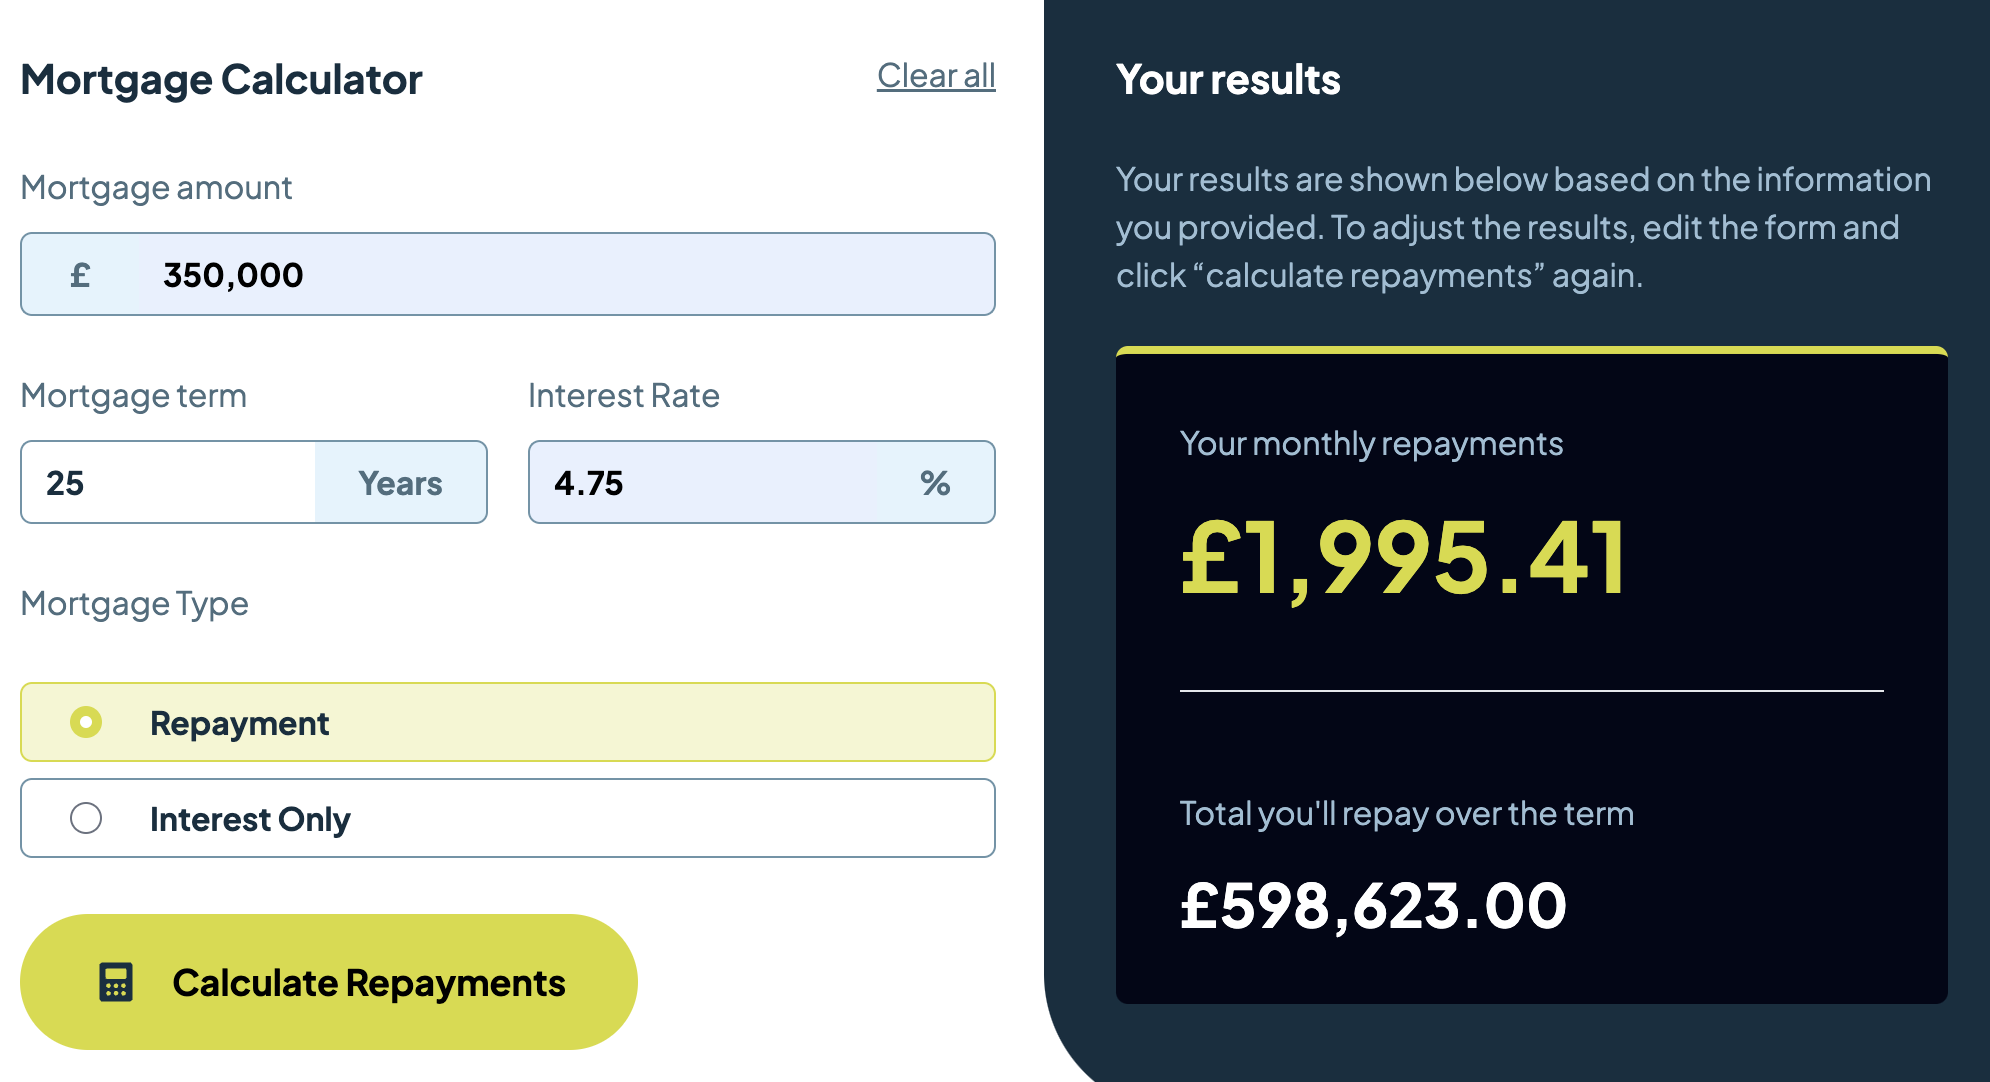 Mortgage Calculator
Clear all
Mortgage amount
£ 350,000
Mortgage term
25 Years
Interest Rate
4.75 %
Mortgage Type
Repayment
Interest Only
Calculate Repayments
Your results
Your results are shown below based on the information
you provided. To adjust the results, edit the form and
click “calculate repayments” again.
Your monthly repayments
£1,995.41
Total you'll repay over the term
£598,623.00